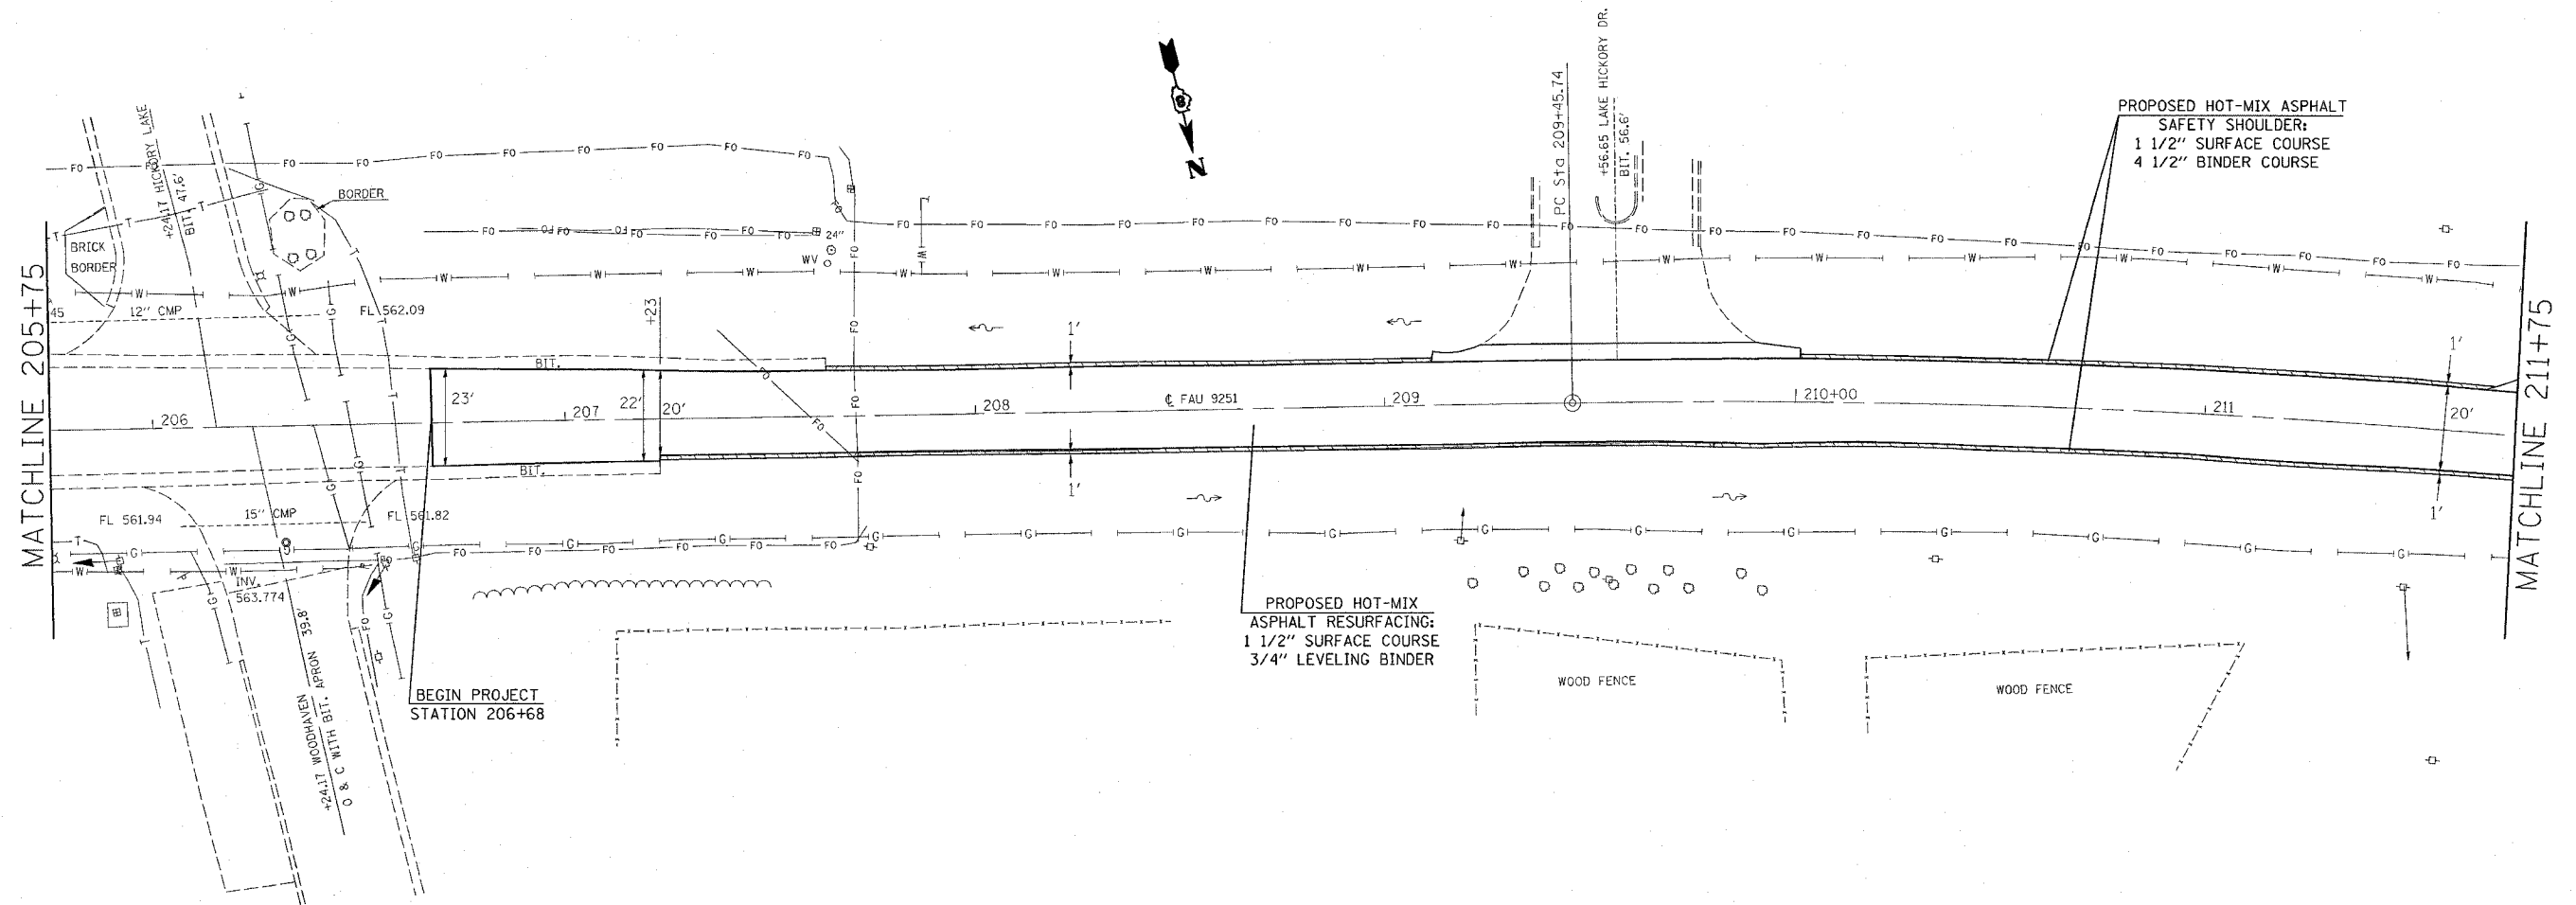 MATCHLINE 205+75
+24.17 HICKORY LAKE
BIT. 47.6'
BORDER
BRICK
BORDER
45
12" CMP
FL 562.09
206
BIT.
23'
207
22'
20'
+23
BIT.
FL 561.94
15" CMP
FL 561.82
INV.
563.774
+24.17 WOODHAVEN
O & C WITH BIT. APRON 39.8'
BEGIN PROJECT
STATION 206+68
24"
WV
N
1'
208
℄ FAU 9251
209
1'
PC Sta 209+45.74
+56.65 LAKE HICKORY DR.
BIT. 56.6'
PROPOSED HOT-MIX ASPHALT
SAFETY SHOULDER:
1 1/2" SURFACE COURSE
4 1/2" BINDER COURSE
210+00
211
1'
20'
1'
PROPOSED HOT-MIX
ASPHALT RESURFACING:
1 1/2" SURFACE COURSE
3/4" LEVELING BINDER
WOOD FENCE
WOOD FENCE
MATCHLINE 211+75